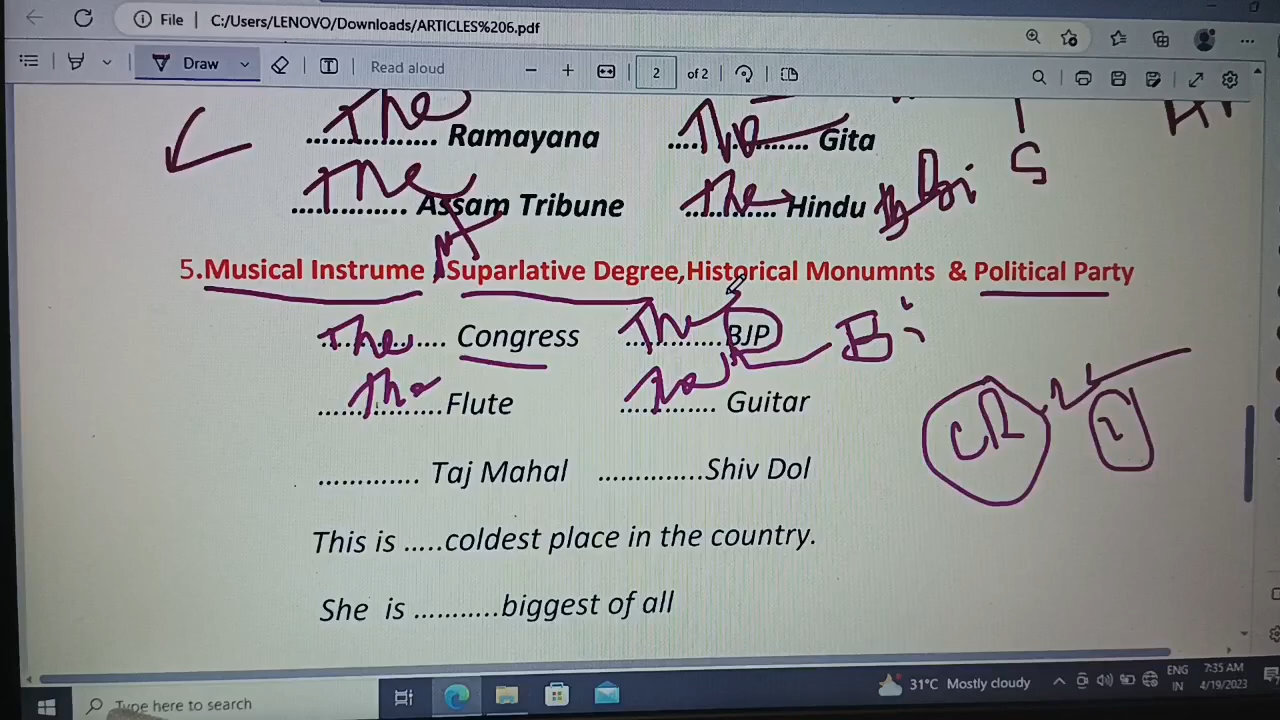 File C:/Users/LENOVO/Downloads/ARTICLES%206.pdf
Draw Read aloud 2 of 2
The ................ Ramayana The ................ Gita
The .............. Assam Tribune The ............ Hindu
S
5.Musical Instrume nt ,Suparlative Degree,Historical Monumnts & Political Party
The ................ Congress The .............BJP Bi
The ................Flute The ............ Guitar
............. Taj Mahal ..............Shiv Dol
This is .....coldest place in the country.
She is ...........biggest of all
31°C Mostly cloudy ENG IN 7:35 AM 4/19/2023
Type here to search